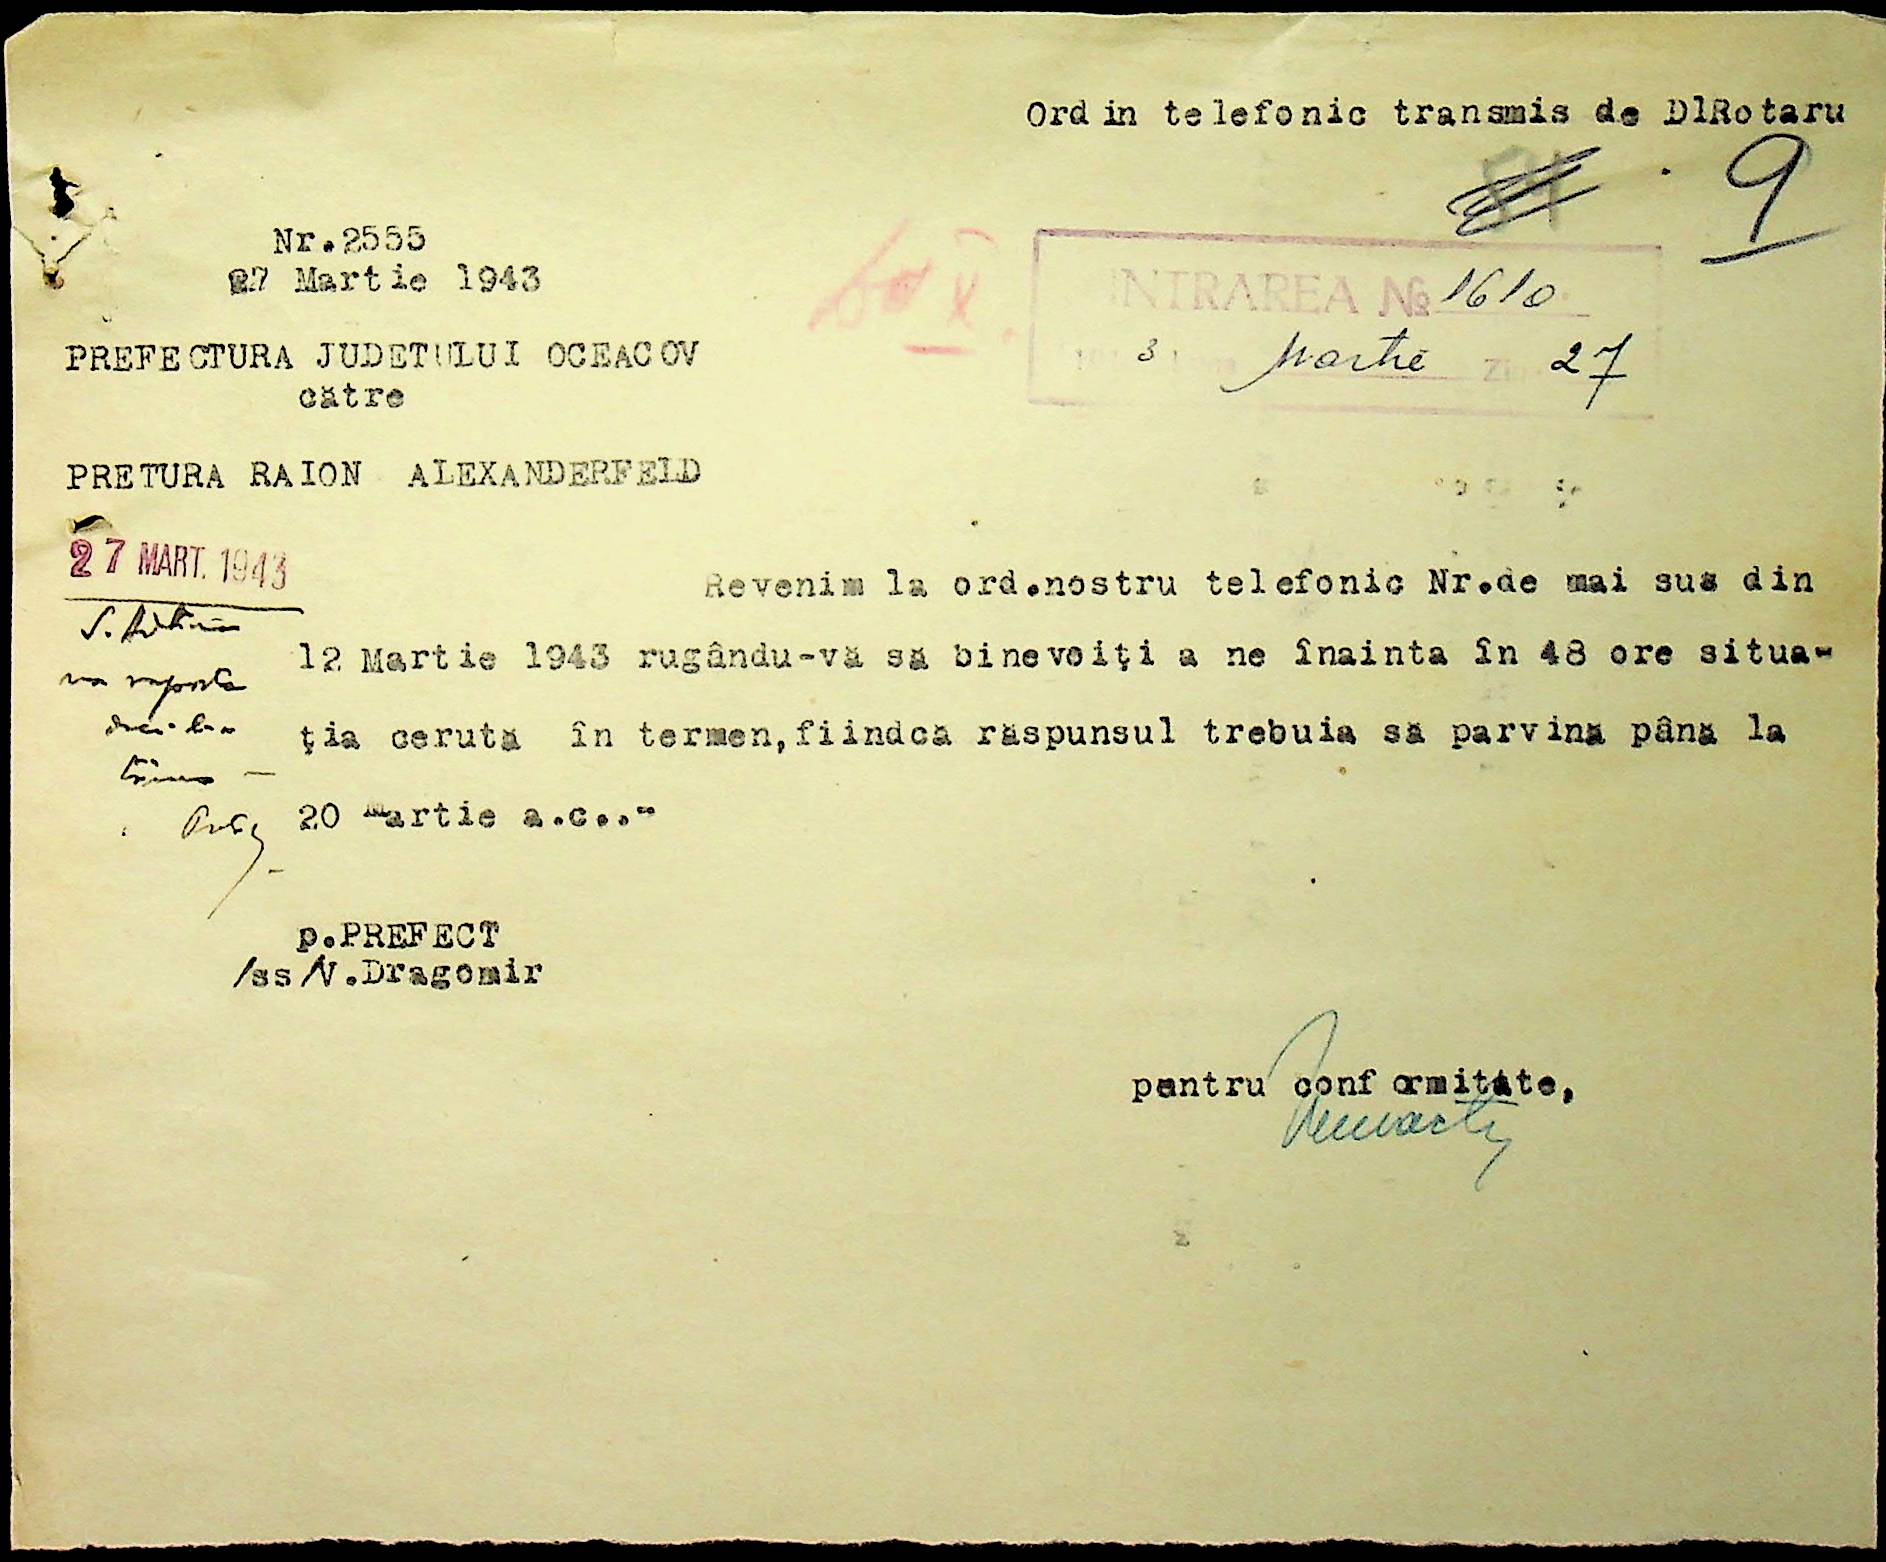 Ordin telefonic transmis de DlRotaru
9
Nr.2555
27 Martie 1943
INTRAREA № 1610
3 Martie 27
PREFECTURA JUDETULUI OCEACOV
către
PRETURA RAION ALEXANDERFELD
27 MART. 1943
Revenim la ord.nostru telefonic Nr.de mai sus din
12 Martie 1943 rugându-vă să binevoiţi a ne înainta în 48 ore situa-
ţia cerută în termen,fiindcă răspunsul trebuia să parvină până la
20 Martie a.c..-
p.PREFECT
/ss/V.Dragomir
pentru conformitate,